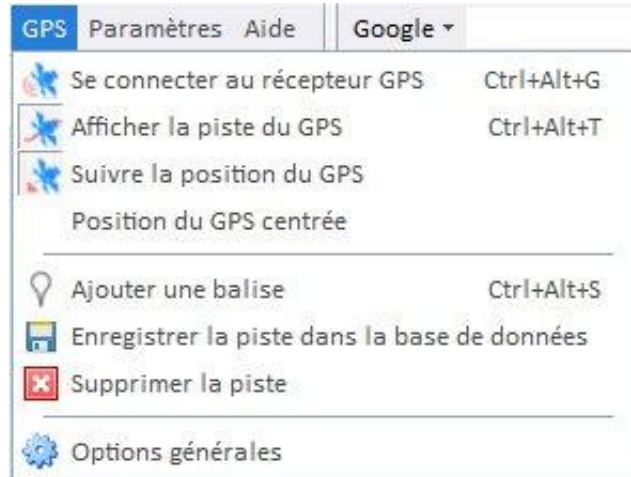 GPS Paramètres Aide Google
Se connecter au récepteur GPS Ctrl+Alt+G
Afficher la piste du GPS Ctrl+Alt+T
Suivre la position du GPS
Position du GPS centrée
Ajouter une balise Ctrl+Alt+S
Enregistrer la piste dans la base de données
Supprimer la piste
Options générales